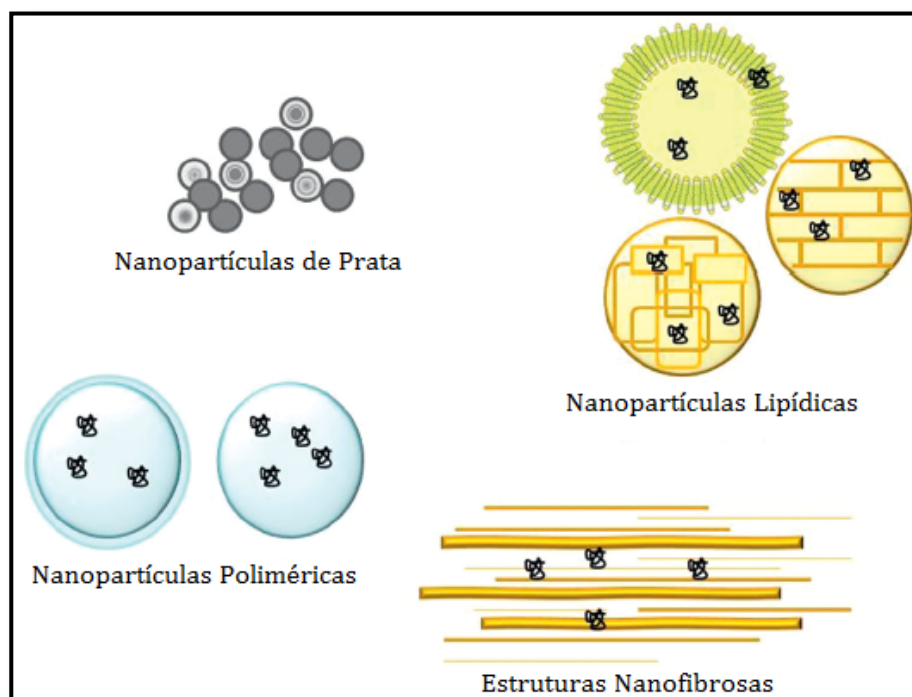 Nanopartículas de Prata
Nanopartículas Lipídicas
Nanopartículas Poliméricas
Estruturas Nanofibrosas